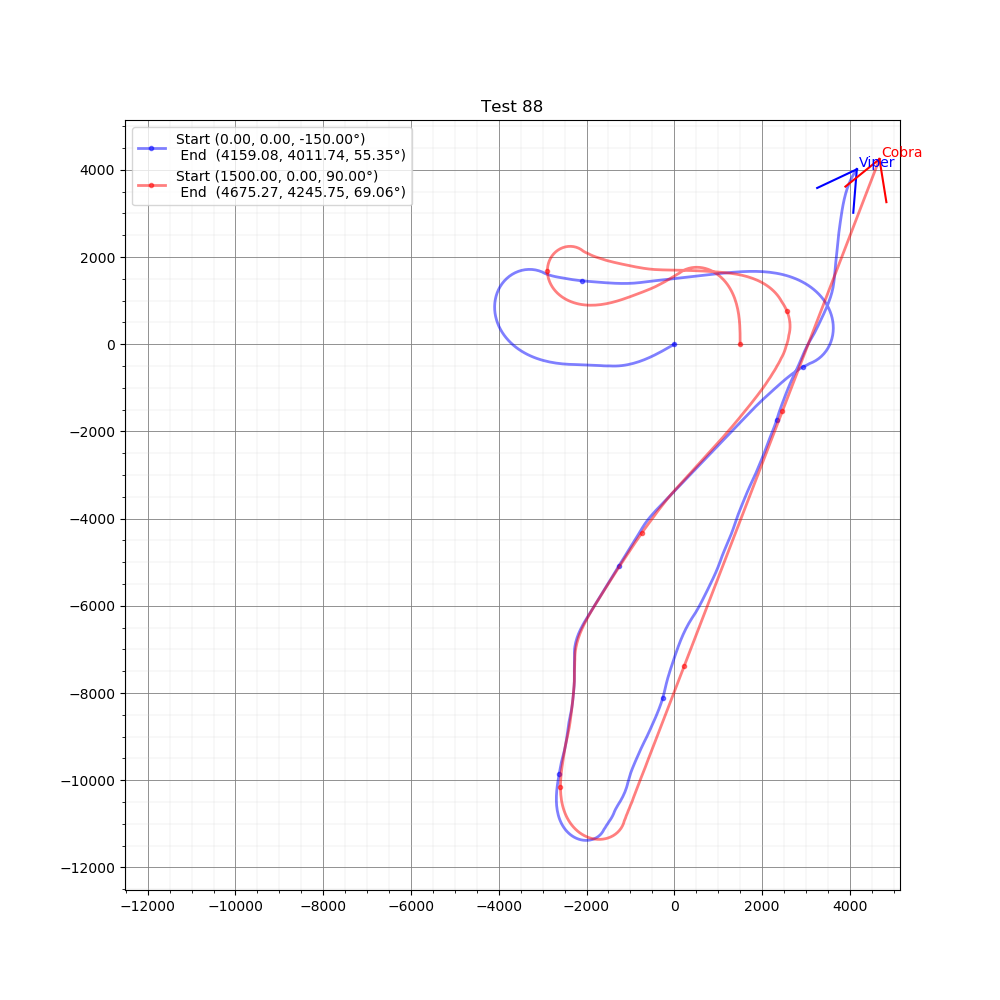 Test 88
Start (0.00, 0.00, -150.00°)
End (4159.08, 4011.74, 55.35°)
Start (1500.00, 0.00, 90.00°)
End (4675.27, 4245.75, 69.06°)
Cobra
Viper
4000
2000
0
−2000
−4000
−6000
−8000
−10000
−12000
−12000 −10000 −8000 −6000 −4000 −2000 0 2000 4000